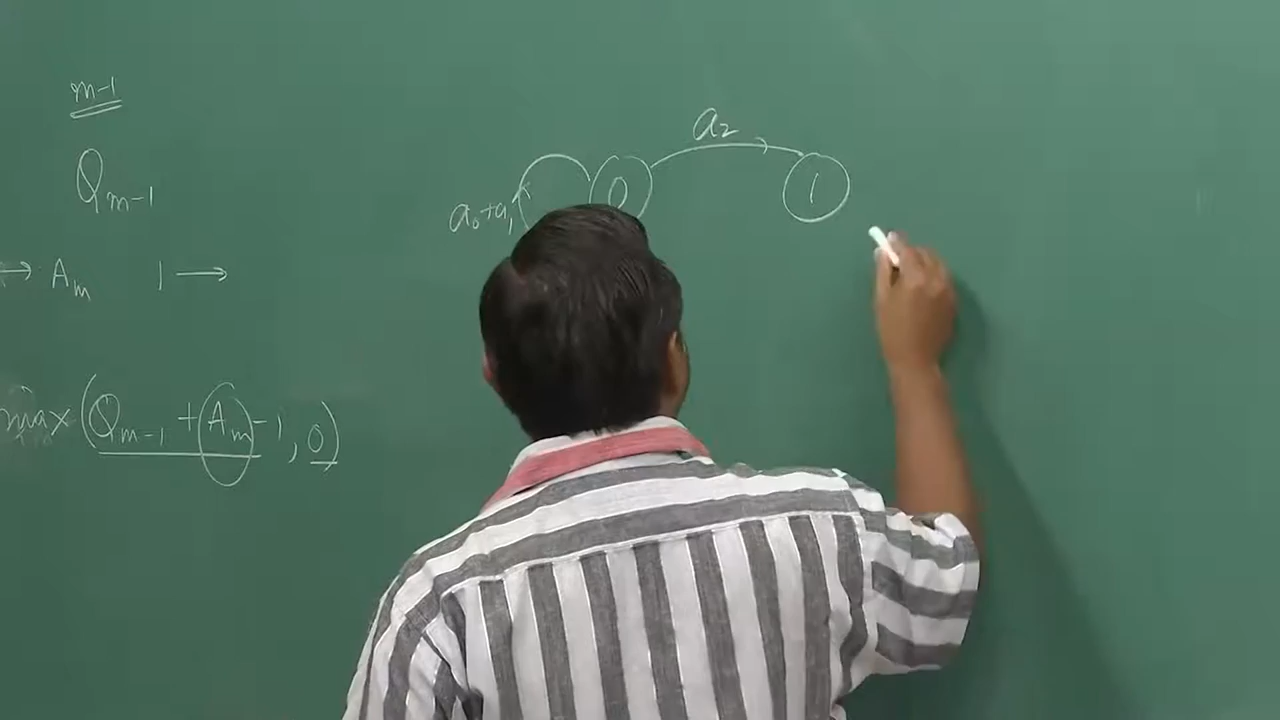 m-1
Q_{m-1}
→ A_m 1 →
max (Q_{m-1} + A_m - 1, 0)
a_2
0 1
a_0+a_1